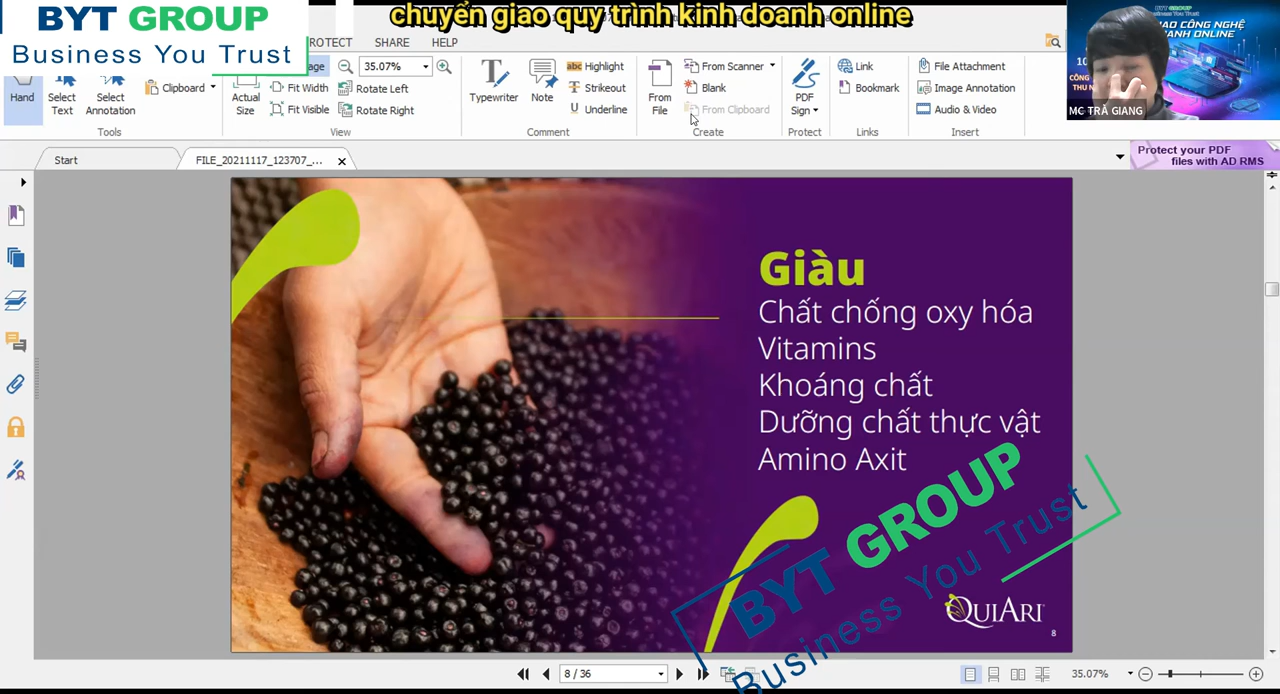 BYT GROUP
Business You Trust
chuyển giao quy trình kinh doanh online
ROTECT SHARE HELP
Hand
Select Text
Select Annotation
Clipboard
Tools
Actual Size
35.07%
Fit Width
Fit Visible
Rotate Left
Rotate Right
View
Typewriter
Note
Highlight
Strikeout
Underline
Comment
From File
From Scanner
Blank
From Clipboard
Create
PDF Sign
Protect
Link
Bookmark
Links
File Attachment
Image Annotation
Audio & Video
Insert
MC TRÀ GIANG
Start
FILE_20211117_123707_...
Protect your PDF
files with AD RMS
Giàu
Chất chống oxy hóa
Vitamins
Khoáng chất
Dưỡng chất thực vật
Amino Axit
BYT GROUP
Business You Trust
QUIARI
8
8 / 36
35.07%